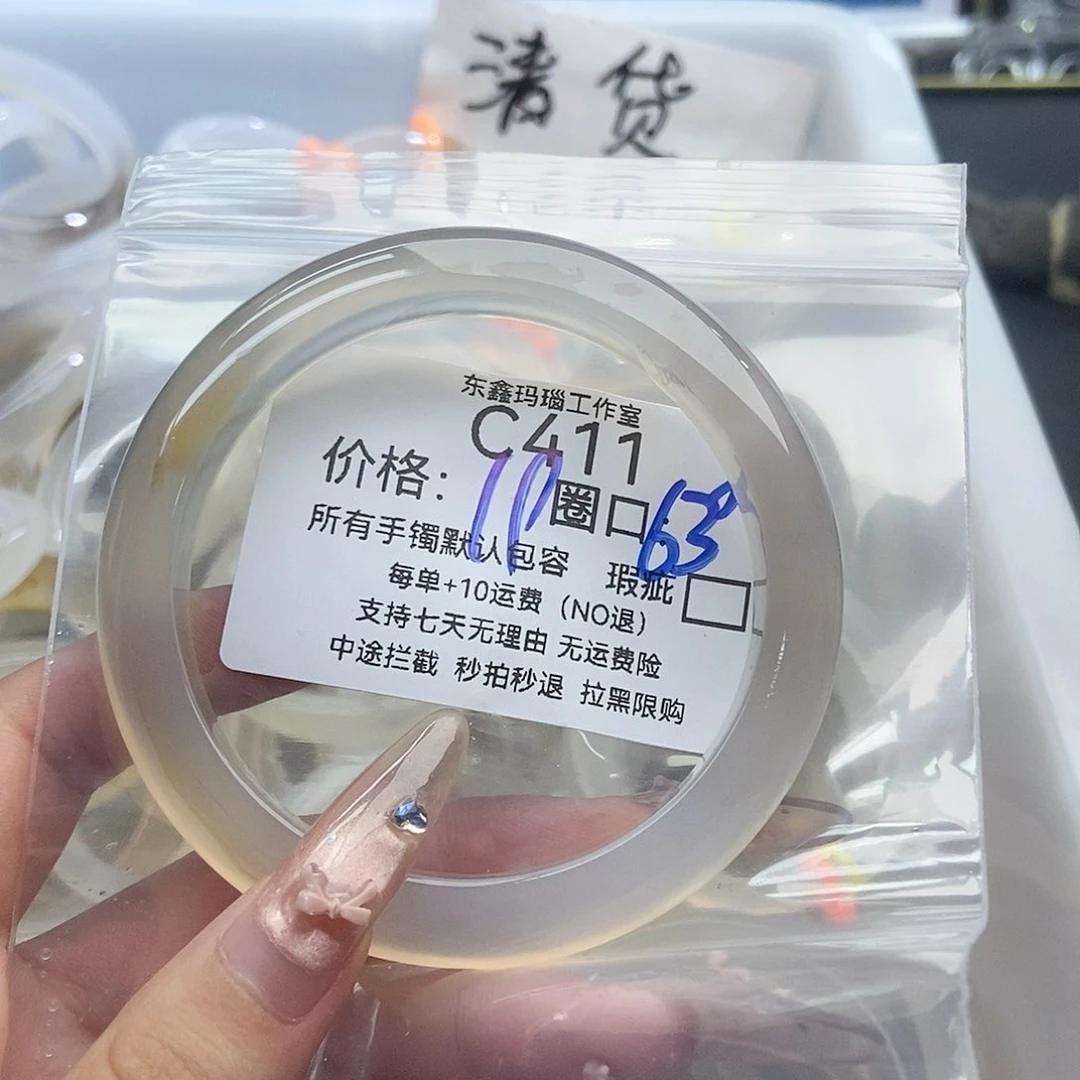 清货
东鑫玛瑙工作室
C411
价格: 11 圈口: 63
所有手镯默认包容 瑕疵
每单+10运费 (NO退)
支持七天无理由 无运费险
中途拦截 秒拍秒退 拉黑限购